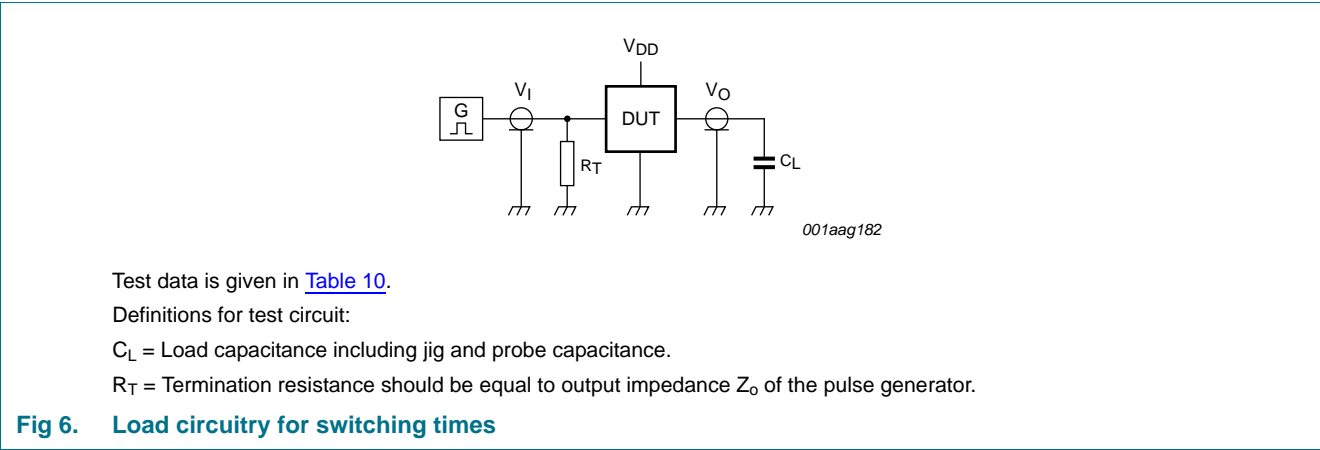 VDD
VI
VO
G
DUT
RT
CL
001aag182
Test data is given in Table 10.
Definitions for test circuit:
CL = Load capacitance including jig and probe capacitance.
RT = Termination resistance should be equal to output impedance Zo of the pulse generator.
Fig 6. Load circuitry for switching times